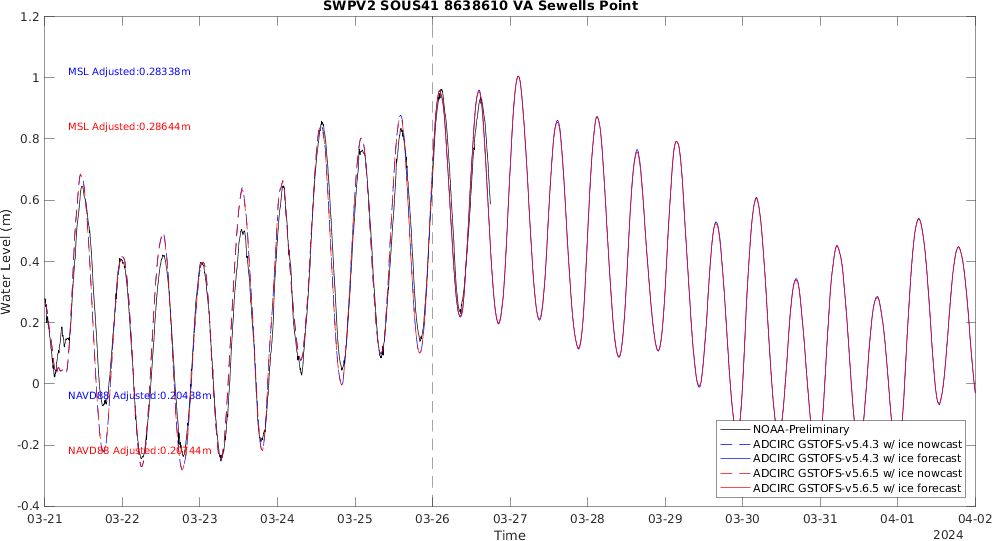 SWPV2 SOUS41 8638610 VA Sewells Point
1.2
1
0.8
0.6
0.4
0.2
0
-0.2
-0.4
Water Level (m)
MSL Adjusted:0.28338m
MSL Adjusted:0.28644m
NAVD88 Adjusted:0.20438m
NAVD88 Adjusted:0.20744m
NOAA-Preliminary
ADCIRC GSTOFS-v5.4.3 w/ ice nowcast
ADCIRC GSTOFS-v5.4.3 w/ ice forecast
ADCIRC GSTOFS-v5.6.5 w/ ice nowcast
ADCIRC GSTOFS-v5.6.5 w/ ice forecast
03-21 03-22 03-23 03-24 03-25 03-26 03-27 03-28 03-29 03-30 03-31 04-01 04-02
Time
2024